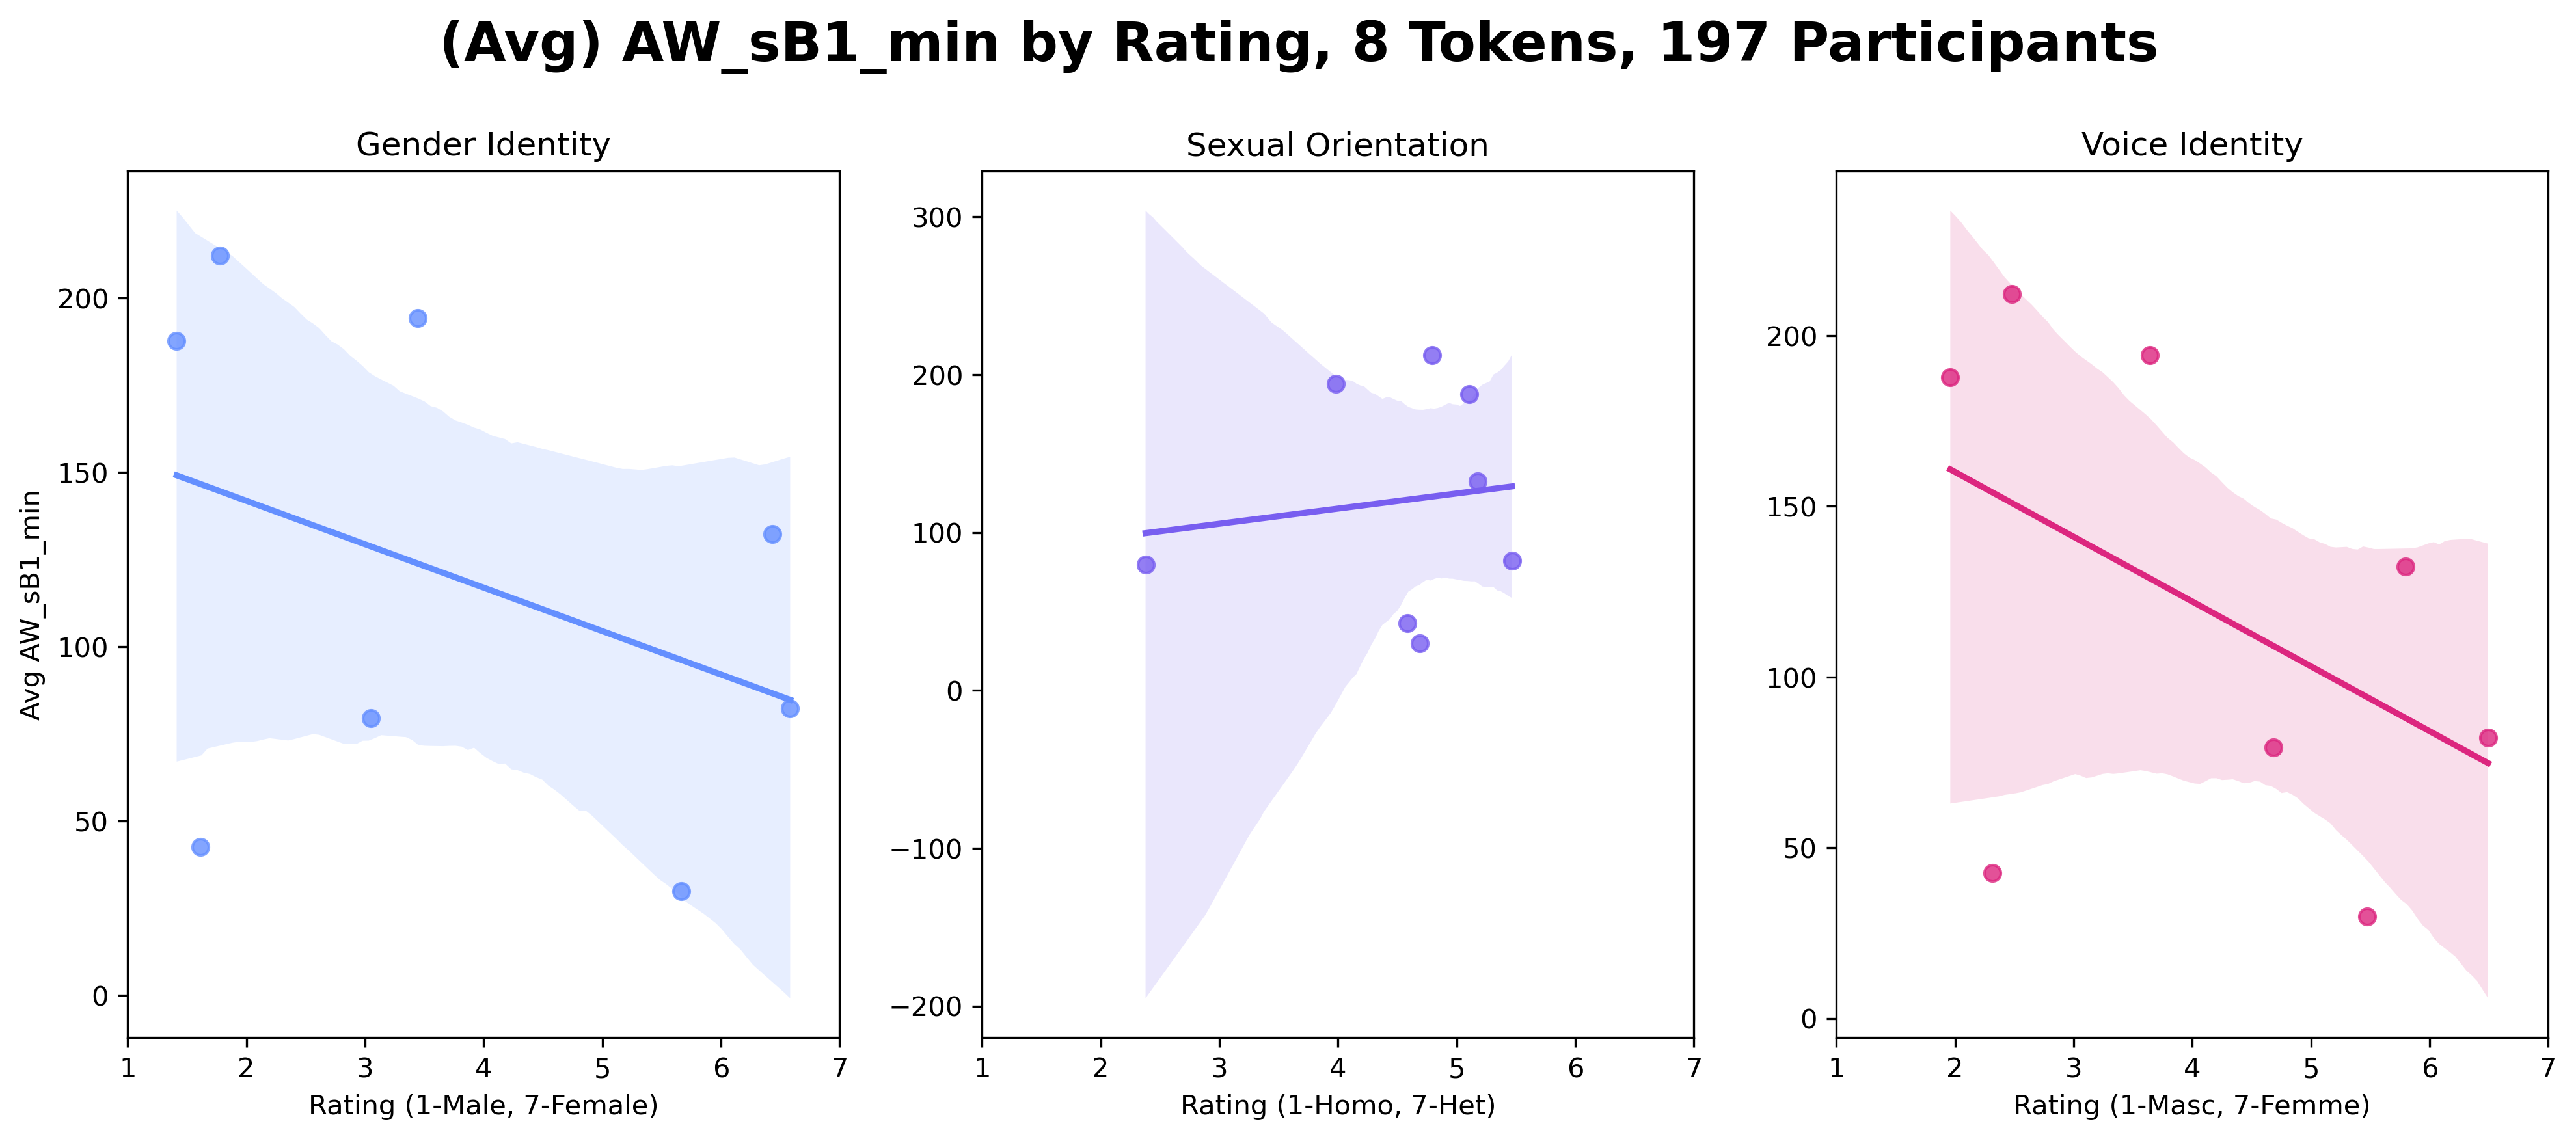 (Avg) AW_sB1_min by Rating, 8 Tokens, 197 Participants
Gender Identity
Avg AW_sB1_min
200
150
100
50
0
1 2 3 4 5 6 7
Rating (1-Male, 7-Female)
Sexual Orientation
300
200
100
0
−100
−200
1 2 3 4 5 6 7
Rating (1-Homo, 7-Het)
Voice Identity
200
150
100
50
0
1 2 3 4 5 6 7
Rating (1-Masc, 7-Femme)